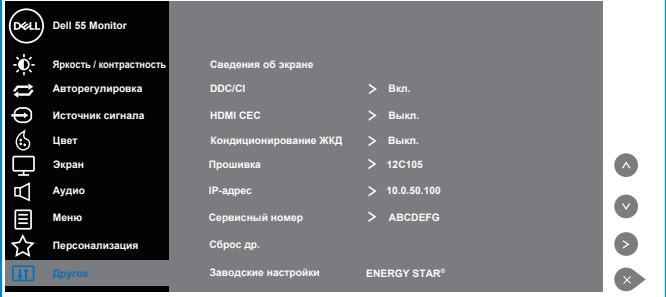 DELL Dell 55 Monitor
Яркость / контрастность Сведения об экране
Авторегулировка DDC/CI > Вкл.
Источник сигнала HDMI CEC > Выкл.
Цвет Кондиционирование ЖКД > Выкл.
Экран Прошивка > 12C105
Аудио IP-адрес > 10.0.50.100
Меню Сервисный номер > ABCDEFG
Персонализация Сброс др.
Другое Заводские настройки ENERGY STAR®